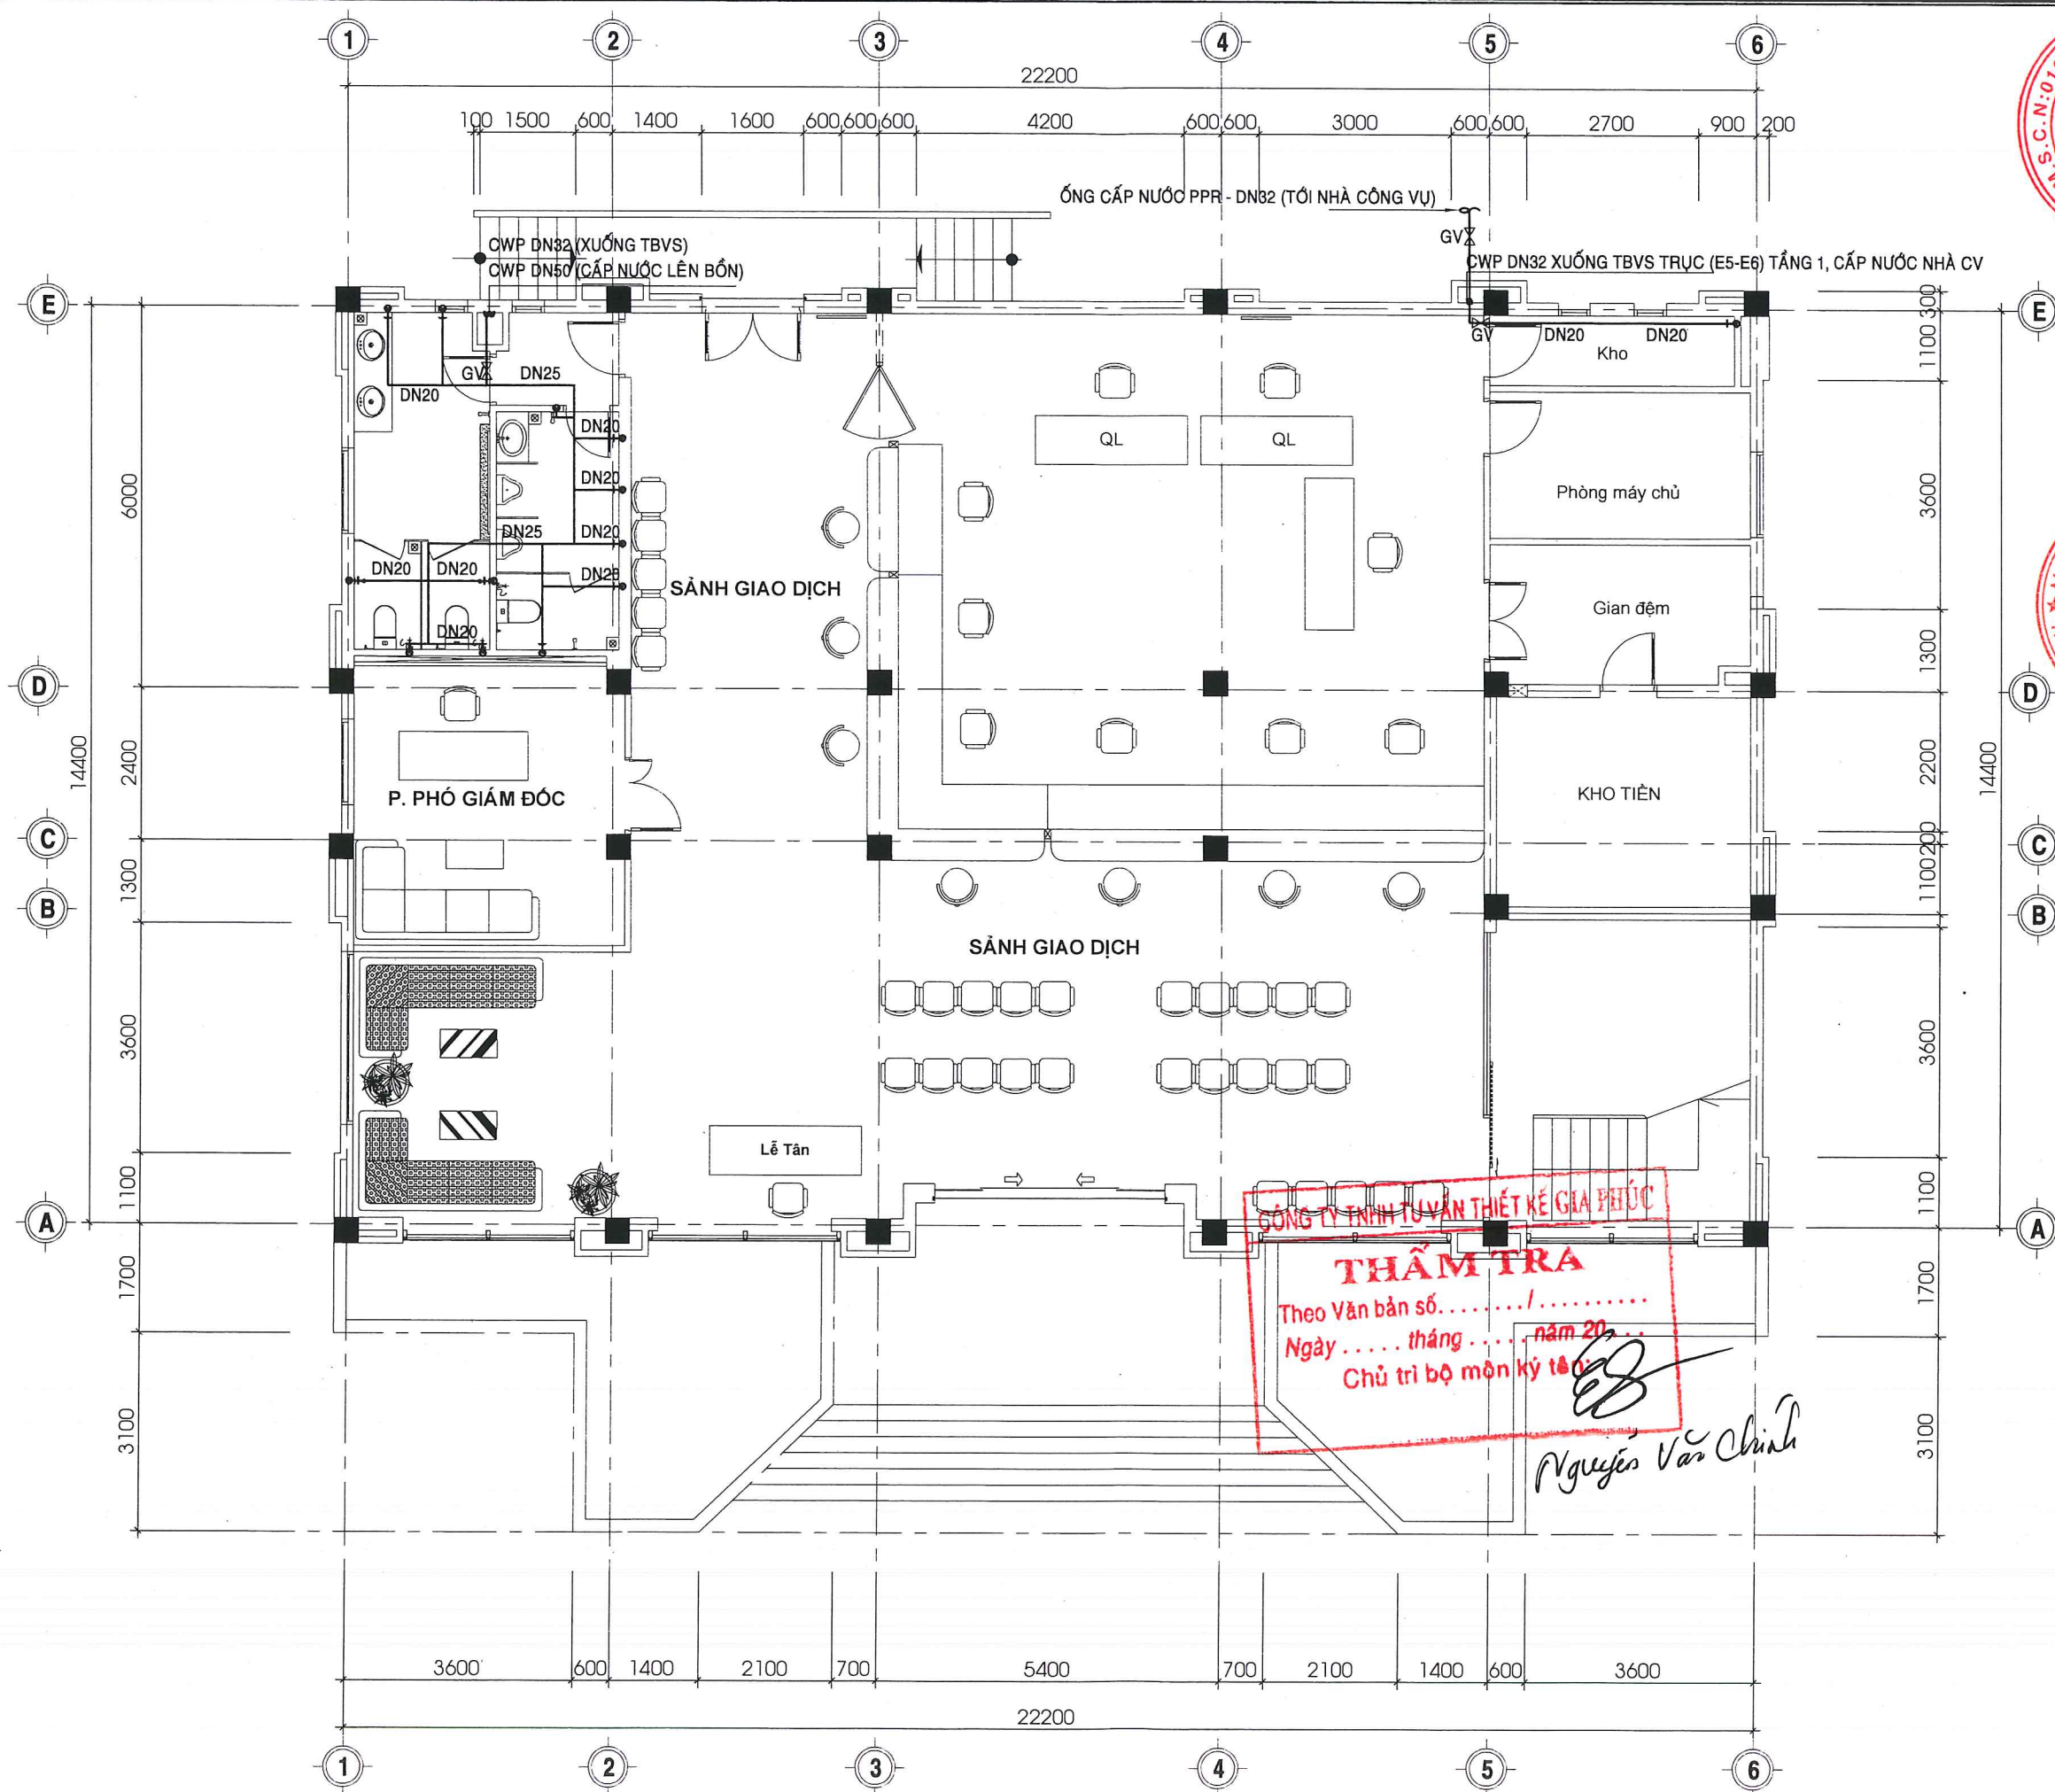 1 2 3 4 5 6
22200
100 1500 600 1400 1600 600 600 600 4200 600 600 3000 600 600 2700 900 200
ỐNG CẤP NƯỚC PPR - DN32 (TỚI NHÀ CÔNG VỤ)
GV
CWP DN32 (XUỐNG TBVS)
CWP DN50 (CẤP NƯỚC LÊN BỒN)
CWP DN32 XUỐNG TBVS TRỤC (E5-E6) TẦNG 1, CẤP NƯỚC NHÀ CV
E E
300
GV DN20 DN20
Kho
1100
GV DN25
DN20
DN20
QL QL
DN20
6000
Phòng máy chủ
3600
DN25 DN20
DN20 DN20 DN20
SẢNH GIAO DỊCH
Gian đệm
DN20
1300
D D
14400
2400
2200
14400
P. PHÓ GIÁM ĐỐC
KHO TIỀN
C C
200
1300
1100
B B
SẢNH GIAO DỊCH
3600
3600
Lễ Tân
1100
1100
A A
CÔNG TY TNHH TƯ VẤN THIẾT KẾ GIA PHÚC
THẨM TRA
Theo Văn bản số......../..........
Ngày ..... tháng ..... năm 20...
Chủ trì bộ môn ký tên:
1700
1700
3100
3100
Nguyễn Văn Chinh
3600 600 1400 2100 700 5400 700 2100 1400 600 3600
22200
1 2 3 4 5 6